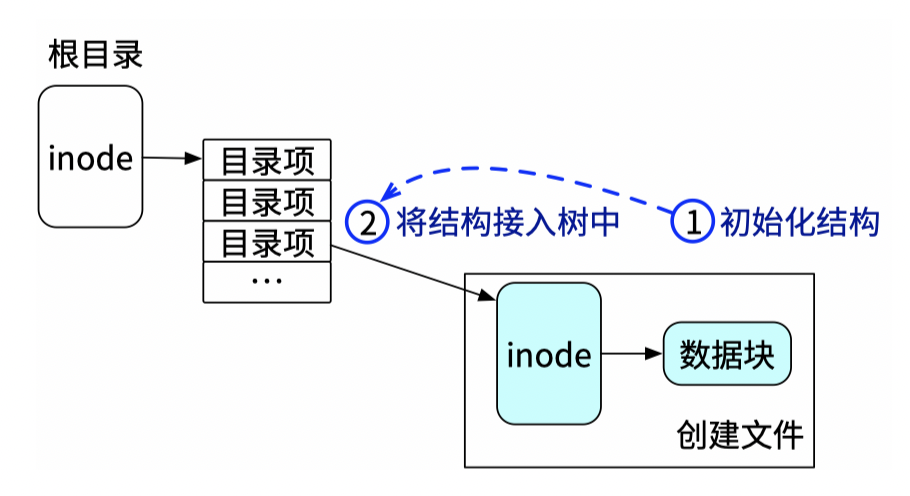 根目录
inode
目录项
目录项
目录项
...
② 将结构接入树中
① 初始化结构
inode
数据块
创建文件